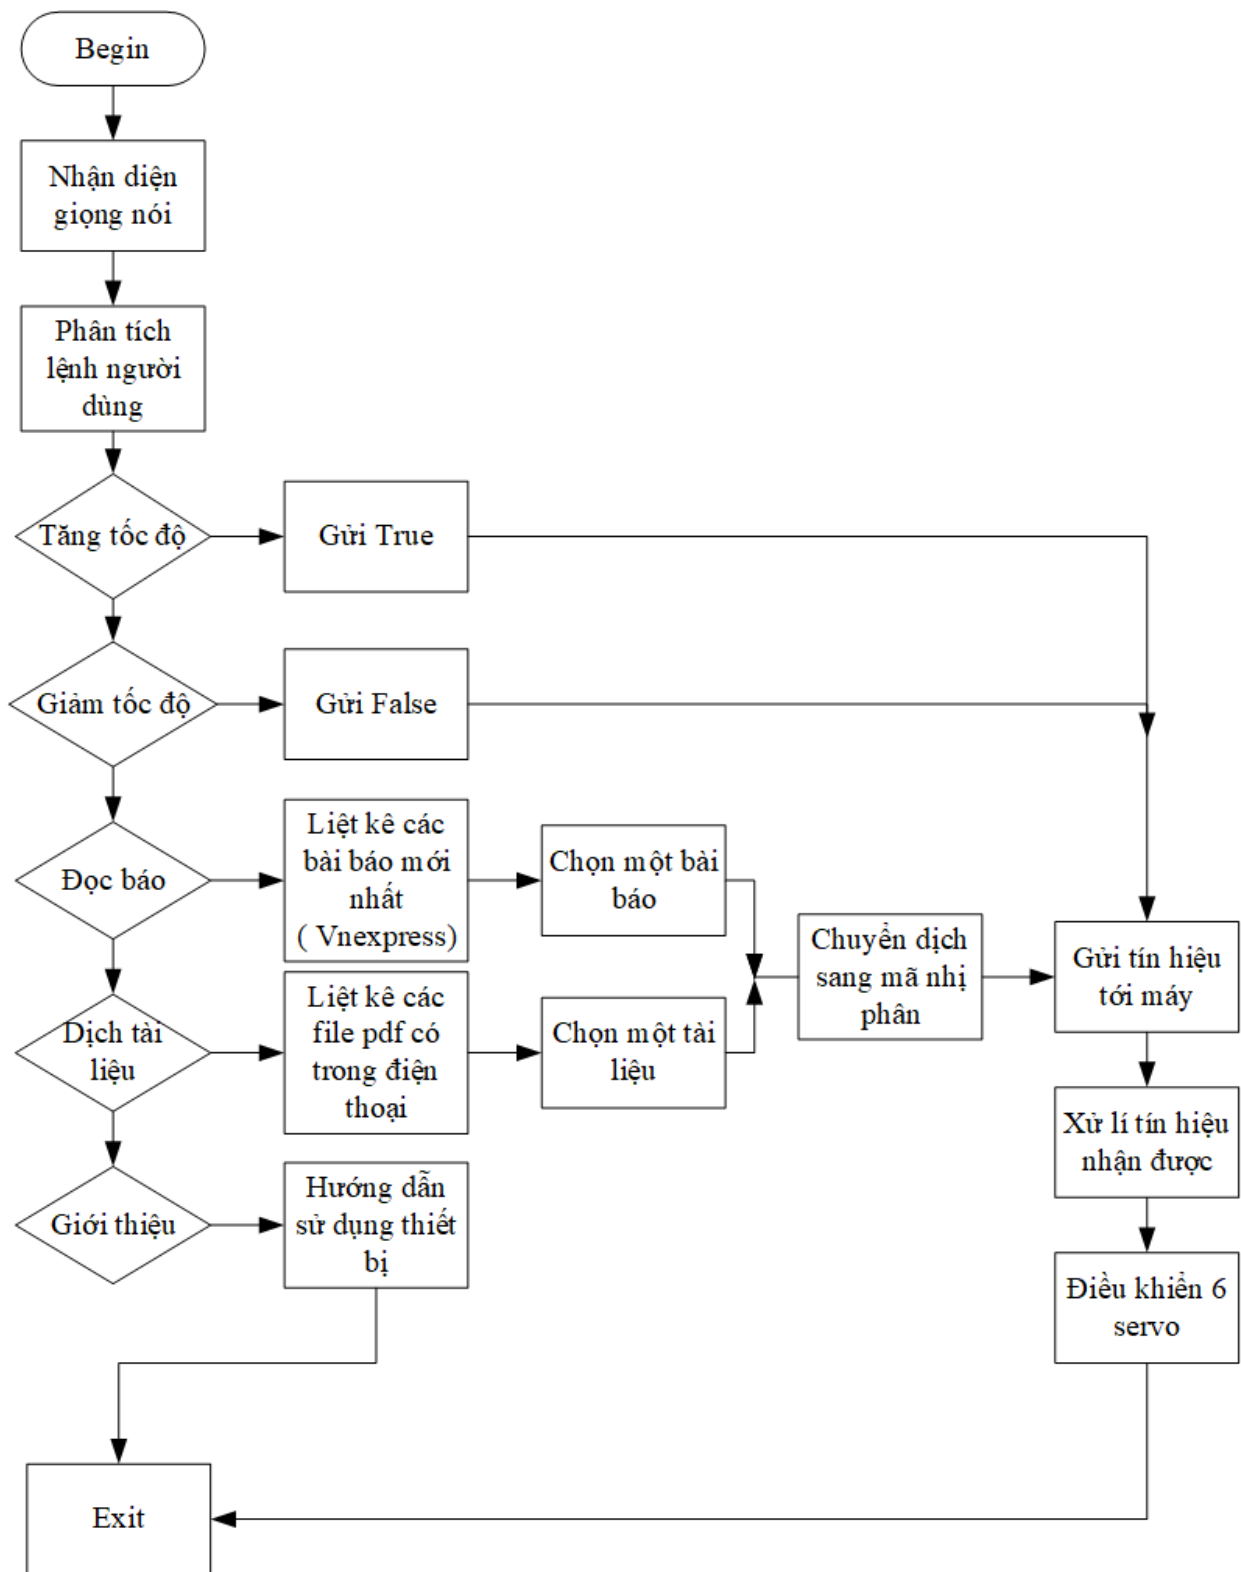 Begin
Nhận diện
giọng nói
Phân tích
lệnh người
dùng
Tăng tốc độ
Gửi True
Giảm tốc độ
Gửi False
Đọc báo
Liệt kê các
bài báo mới
nhất
( Vnexpress)
Chọn một bài
báo
Chuyển dịch
sang mã nhị
phân
Gửi tín hiệu
tới máy
Dịch tài
liệu
Liệt kê các
file pdf có
trong điện
thoại
Chọn một tài
liệu
Xử lí tín hiệu
nhận được
Giới thiệu
Hướng dẫn
sử dụng thiết
bị
Điều khiển 6
servo
Exit